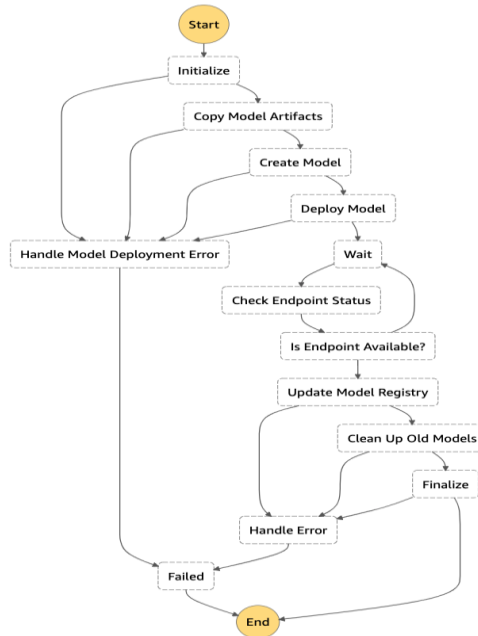 Start
Initialize
Copy Model Artifacts
Create Model
Deploy Model
Handle Model Deployment Error
Wait
Check Endpoint Status
Is Endpoint Available?
Update Model Registry
Clean Up Old Models
Finalize
Handle Error
Failed
End